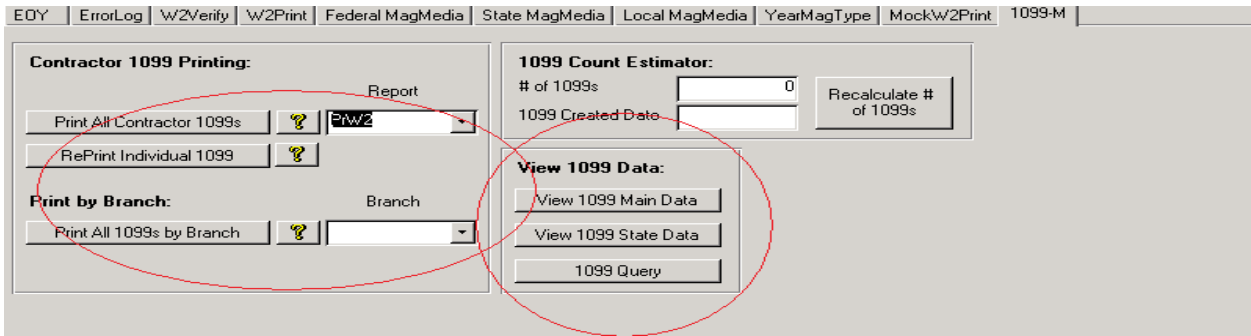 EOY ErrorLog W2Verify W2Print Federal MagMedia State MagMedia Local MagMedia YearMagType MockW2Print 1099-M
Contractor 1099 Printing:
Report
Print All Contractor 1099s ? PrW2
RePrint Individual 1099 ?
Print by Branch:
Branch
Print All 1099s by Branch ?
1099 Count Estimator:
# of 1099s 0
1099 Created Date
Recalculate #
of 1099s
View 1099 Data:
View 1099 Main Data
View 1099 State Data
1099 Query